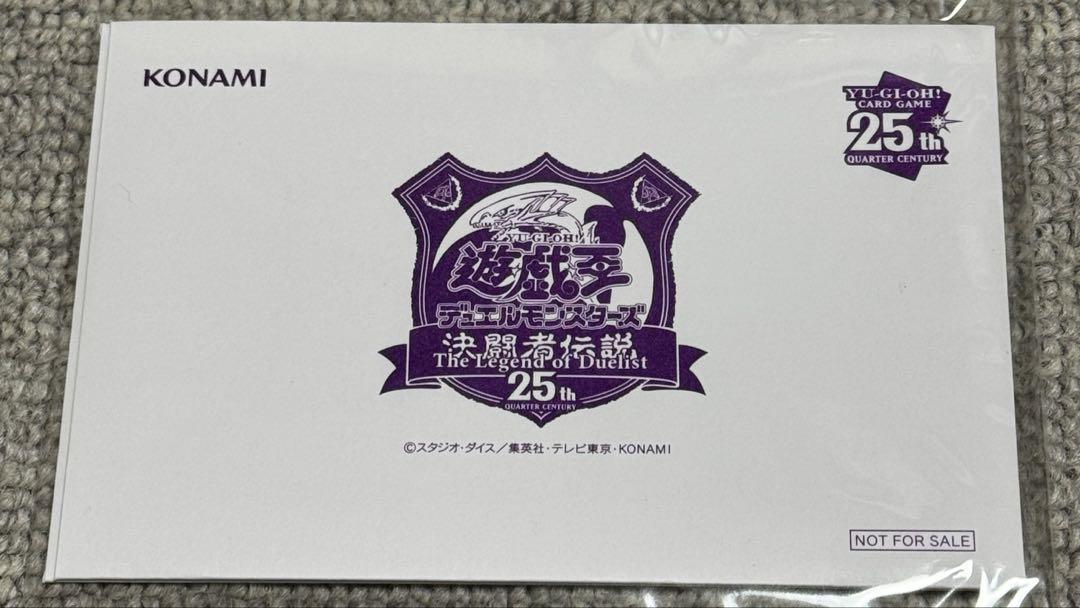 KONAMI
YU-GI-OH!
CARD GAME
25th
QUARTER CENTURY
YU-GI-OH!
遊戯王
デュエルモンスターズ
決闘者伝説
The Legend of Duelist
25th
QUARTER CENTURY
©スタジオ・ダイス／集英社・テレビ東京・KONAMI
NOT FOR SALE